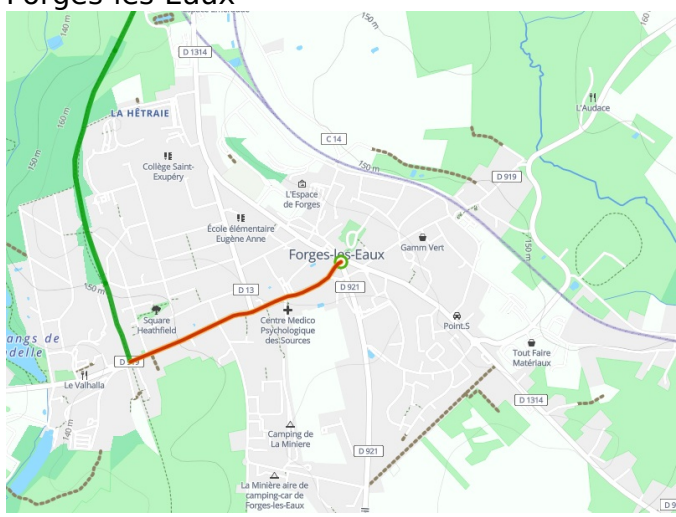 Forges-les-Eaux
140 m
D 1314
160 m
LA HÊTRAIE
160 m
150 m
Collège Saint-
Exupéry
C 14
150 m
L'Audace
D 919
L'Espace
de Forges
École élémentaire
Eugène Anne
Forges-les-Eaux
Gamm Vert
150 m
150 m
D 13
D 921
Square
Heathfield
Centre Medico
Psychologique
des Sources
Point.S
Tout Faire
Matériaux
angs de
delle
Le Valhalla
D 1314
140 m
Camping de
La Miniere
D 921
La Minière aire de
camping-car de
Forges-les-Eaux
D 9